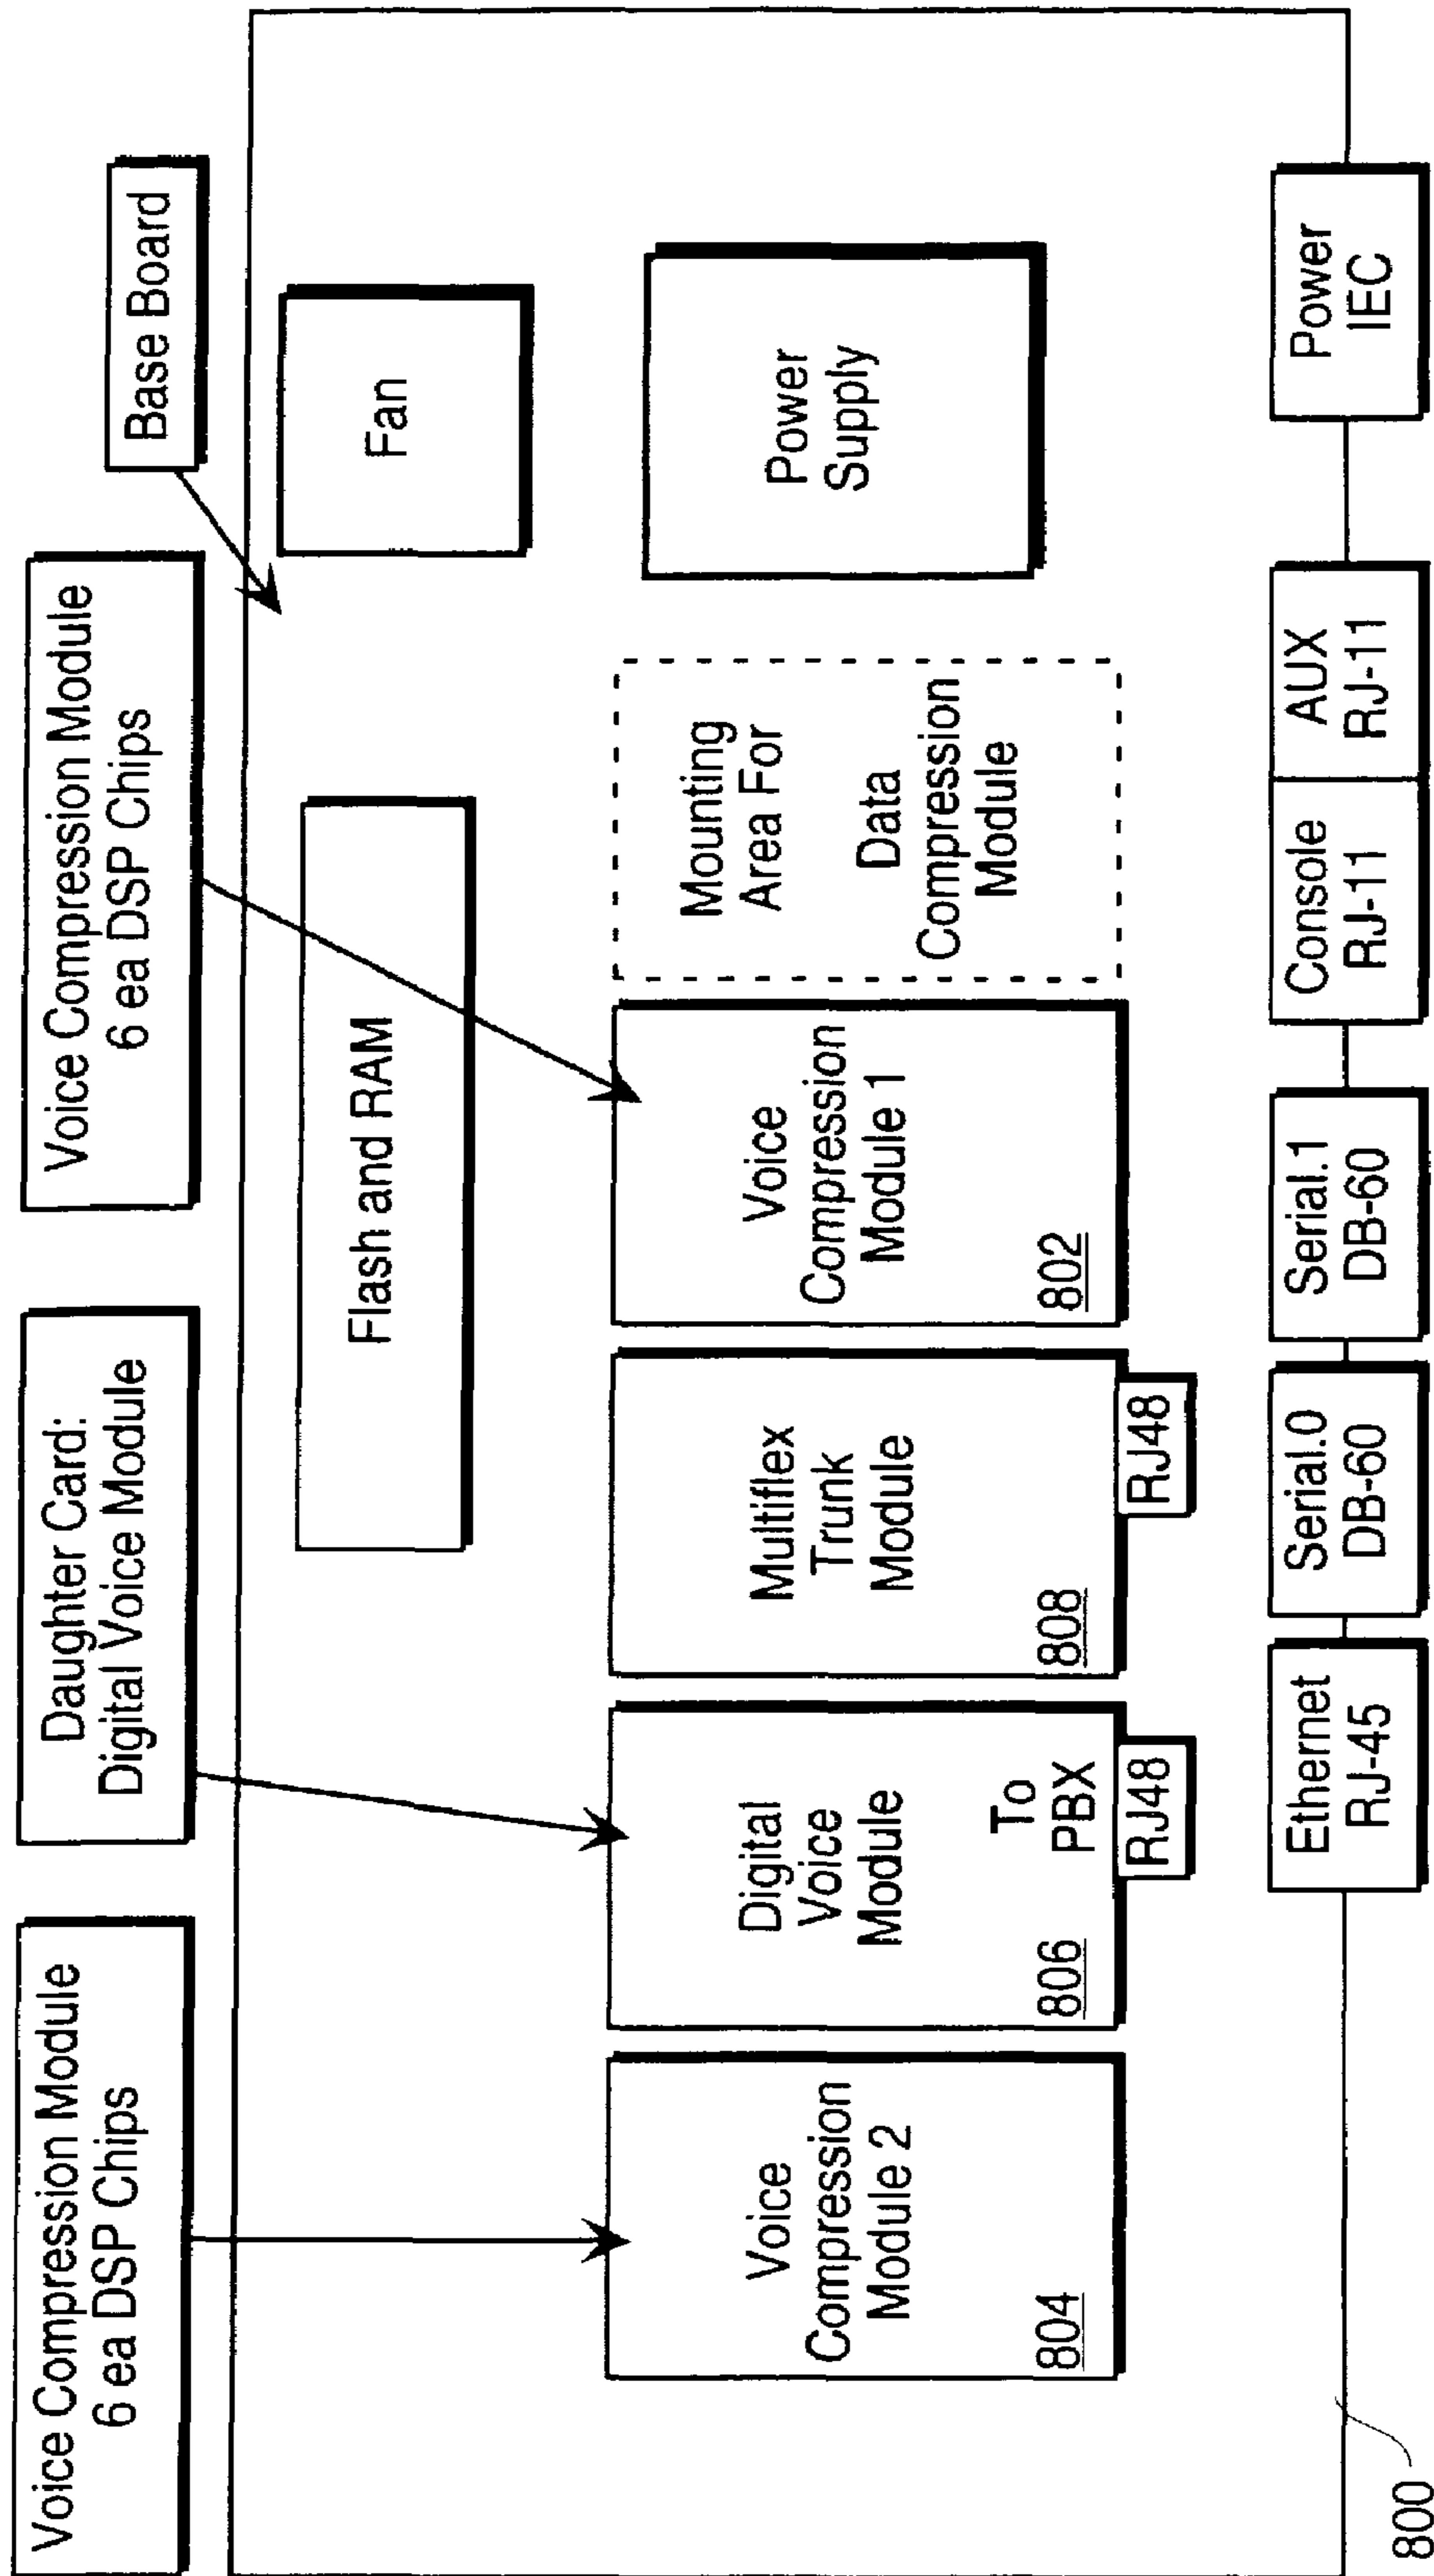 Voice Compression Module
6 ea DSP Chips
Daughter Card:
Digital Voice Module
Voice Compression Module
6 ea DSP Chips
Base Board
Flash and RAM
Fan
Voice
Compression
Module 2
804
Digital
Voice
Module
To
PBX
806
RJ48
Multiflex
Trunk
Module
808
RJ48
Voice
Compression
Module 1
802
Mounting
Area For
Data
Compression
Module
Power
Supply
Ethernet
RJ-45
Serial.0
DB-60
Serial.1
DB-60
Console
RJ-11
AUX
RJ-11
Power
IEC
800